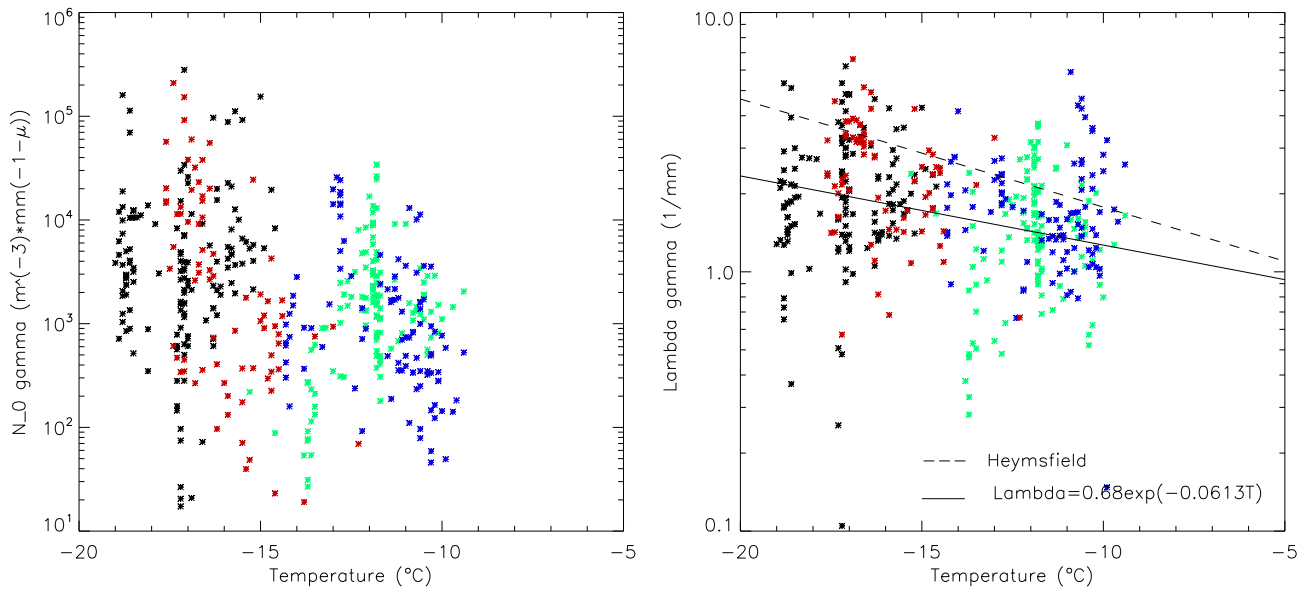 10^6
10^5
10^4
10^3
10^2
10^1
N_0 gamma (m^(-3)*mm(-1-μ))
-20 -15 -10 -5
Temperature (°C)
10.0
1.0
0.1
Lambda gamma (1/mm)
Heymsfield
Lambda=0.68exp(-0.0613T)
-20 -15 -10 -5
Temperature (°C)